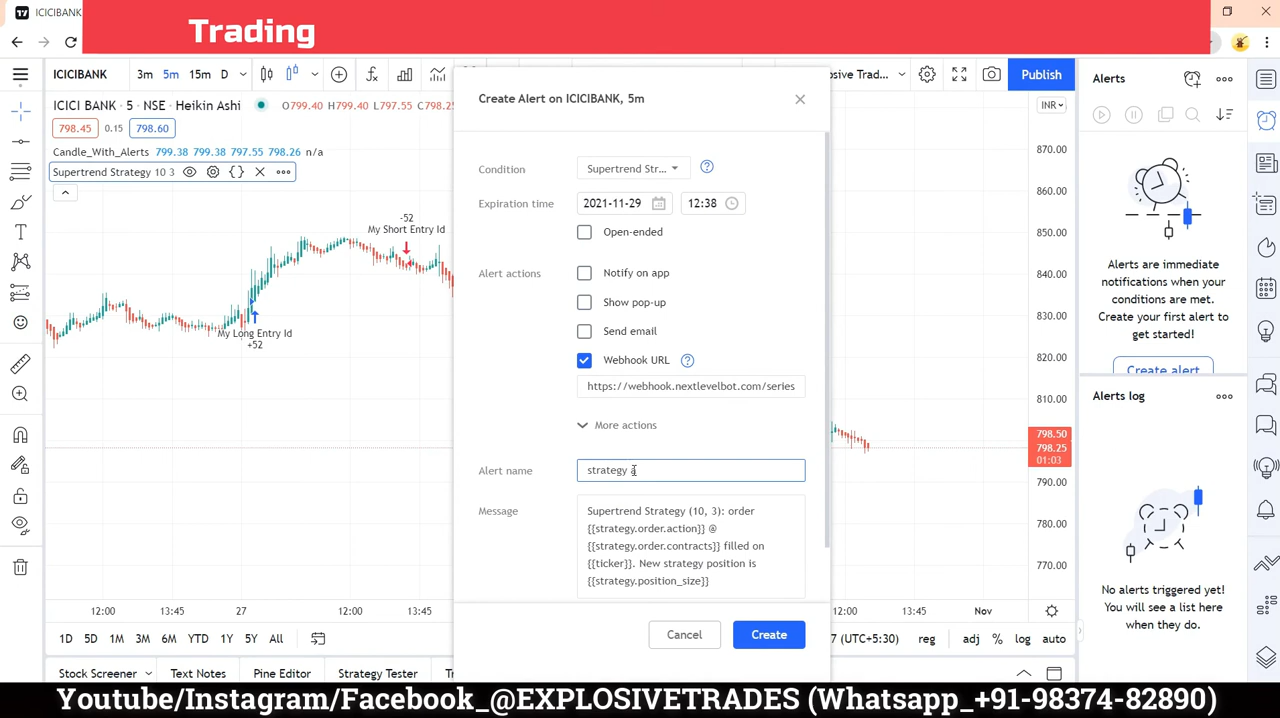 ICICIBANK
Trading
ICICIBANK 3m 5m 15m D
Publish
Alerts
ICICI BANK · 5 · NSE · Heikin Ashi O799.40 H799.40 L797.55 C798.25
INR
798.45 0.15 798.60
Candle_With_Alerts 799.38 799.38 797.55 798.26 n/a
Supertrend Strategy 10 3
-52
My Short Entry Id
My Long Entry Id
+52
Create Alert on ICICIBANK, 5m
Condition Supertrend Str...
Expiration time 2021-11-29 12:38
Open-ended
Alert actions Notify on app
Show pop-up
Send email
Webhook URL
https://webhook.nextlevelbot.com/series
More actions
Alert name strategy
Message Supertrend Strategy (10, 3): order
{{strategy.order.action}} @
{{strategy.order.contracts}} filled on
{{ticker}}. New strategy position is
{{strategy.position_size}}
Cancel Create
870.00
860.00
850.00
840.00
830.00
820.00
810.00
798.50
798.25
01:03
790.00
780.00
770.00
12:00 13:45 27 12:00 13:45 12:00 13:45 Nov
Alerts are immediate
notifications when your
conditions are met.
Create your first alert to
get started!
Create alert
Alerts log
No alerts triggered yet!
You will see a list here
when they do.
1D 5D 1M 3M 6M YTD 1Y 5Y All
(UTC+5:30) reg adj % log auto
Stock Screener Text Notes Pine Editor Strategy Tester
Youtube/Instagram/Facebook_@EXPLOSIVETRADES (Whatsapp_+91-98374-82890)